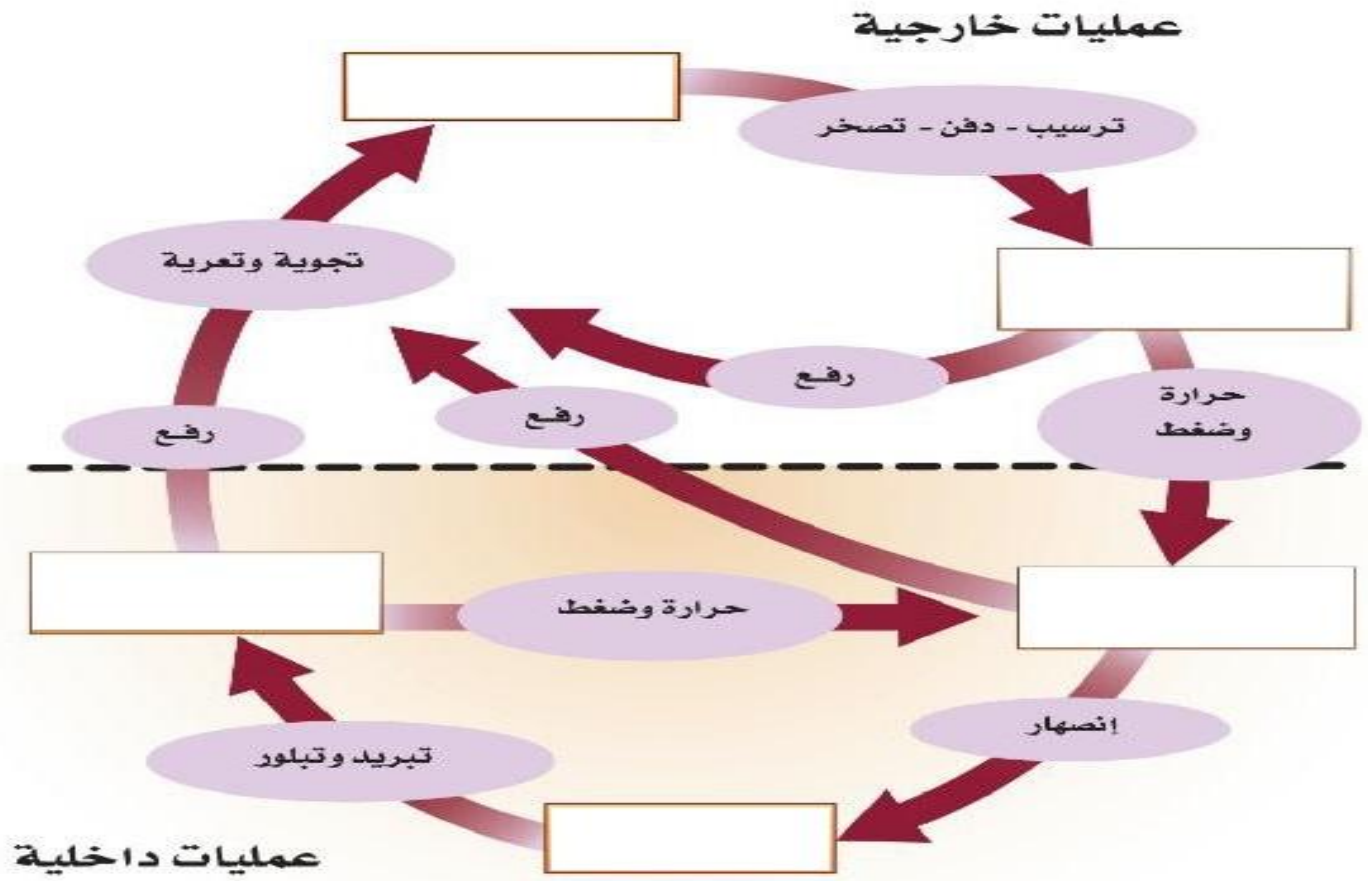 عمليات خارجية
ترسيب - دفن - تصخر
تجوية وتعرية
رفع
حرارة
وضغط
رفع
رفع
حرارة وضغط
إنصهار
تبريد وتبلور
عمليات داخلية